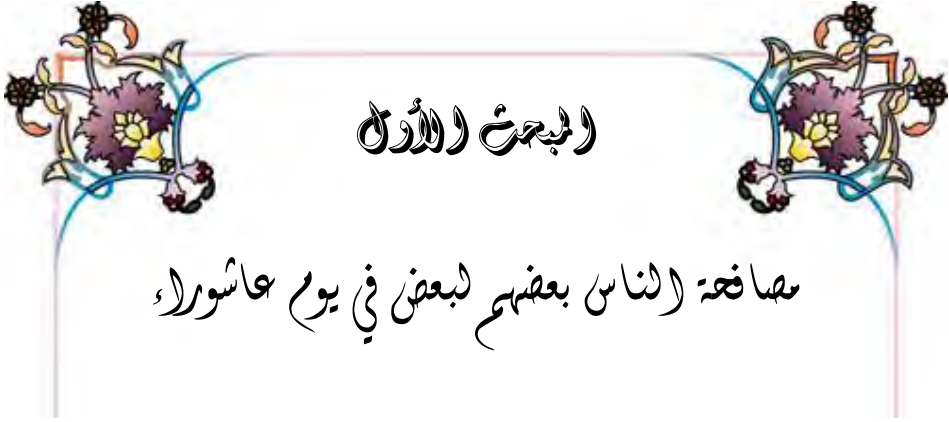 المبحث الأول
مصافحة الناس بعضهم لبعض في يوم عاشوراء